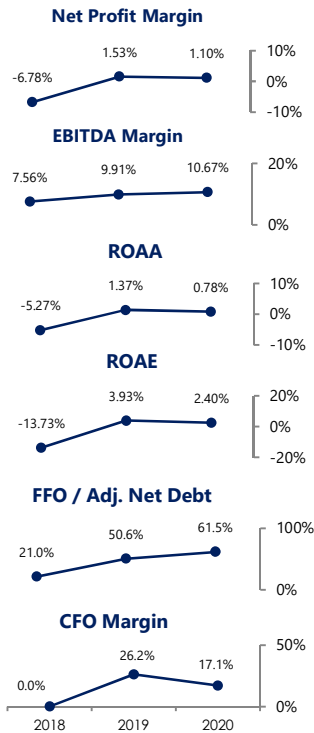 Net Profit Margin
-6.78% 1.53% 1.10% 10%
0%
-10%
EBITDA Margin
7.56% 9.91% 10.67% 20%
0%
ROAA
-5.27% 1.37% 0.78% 10%
0%
-10%
ROAE
-13.73% 3.93% 2.40% 20%
0%
-20%
FFO / Adj. Net Debt
21.0% 50.6% 61.5% 100%
0%
CFO Margin
0.0% 26.2% 17.1% 50%
0%
2018 2019 2020